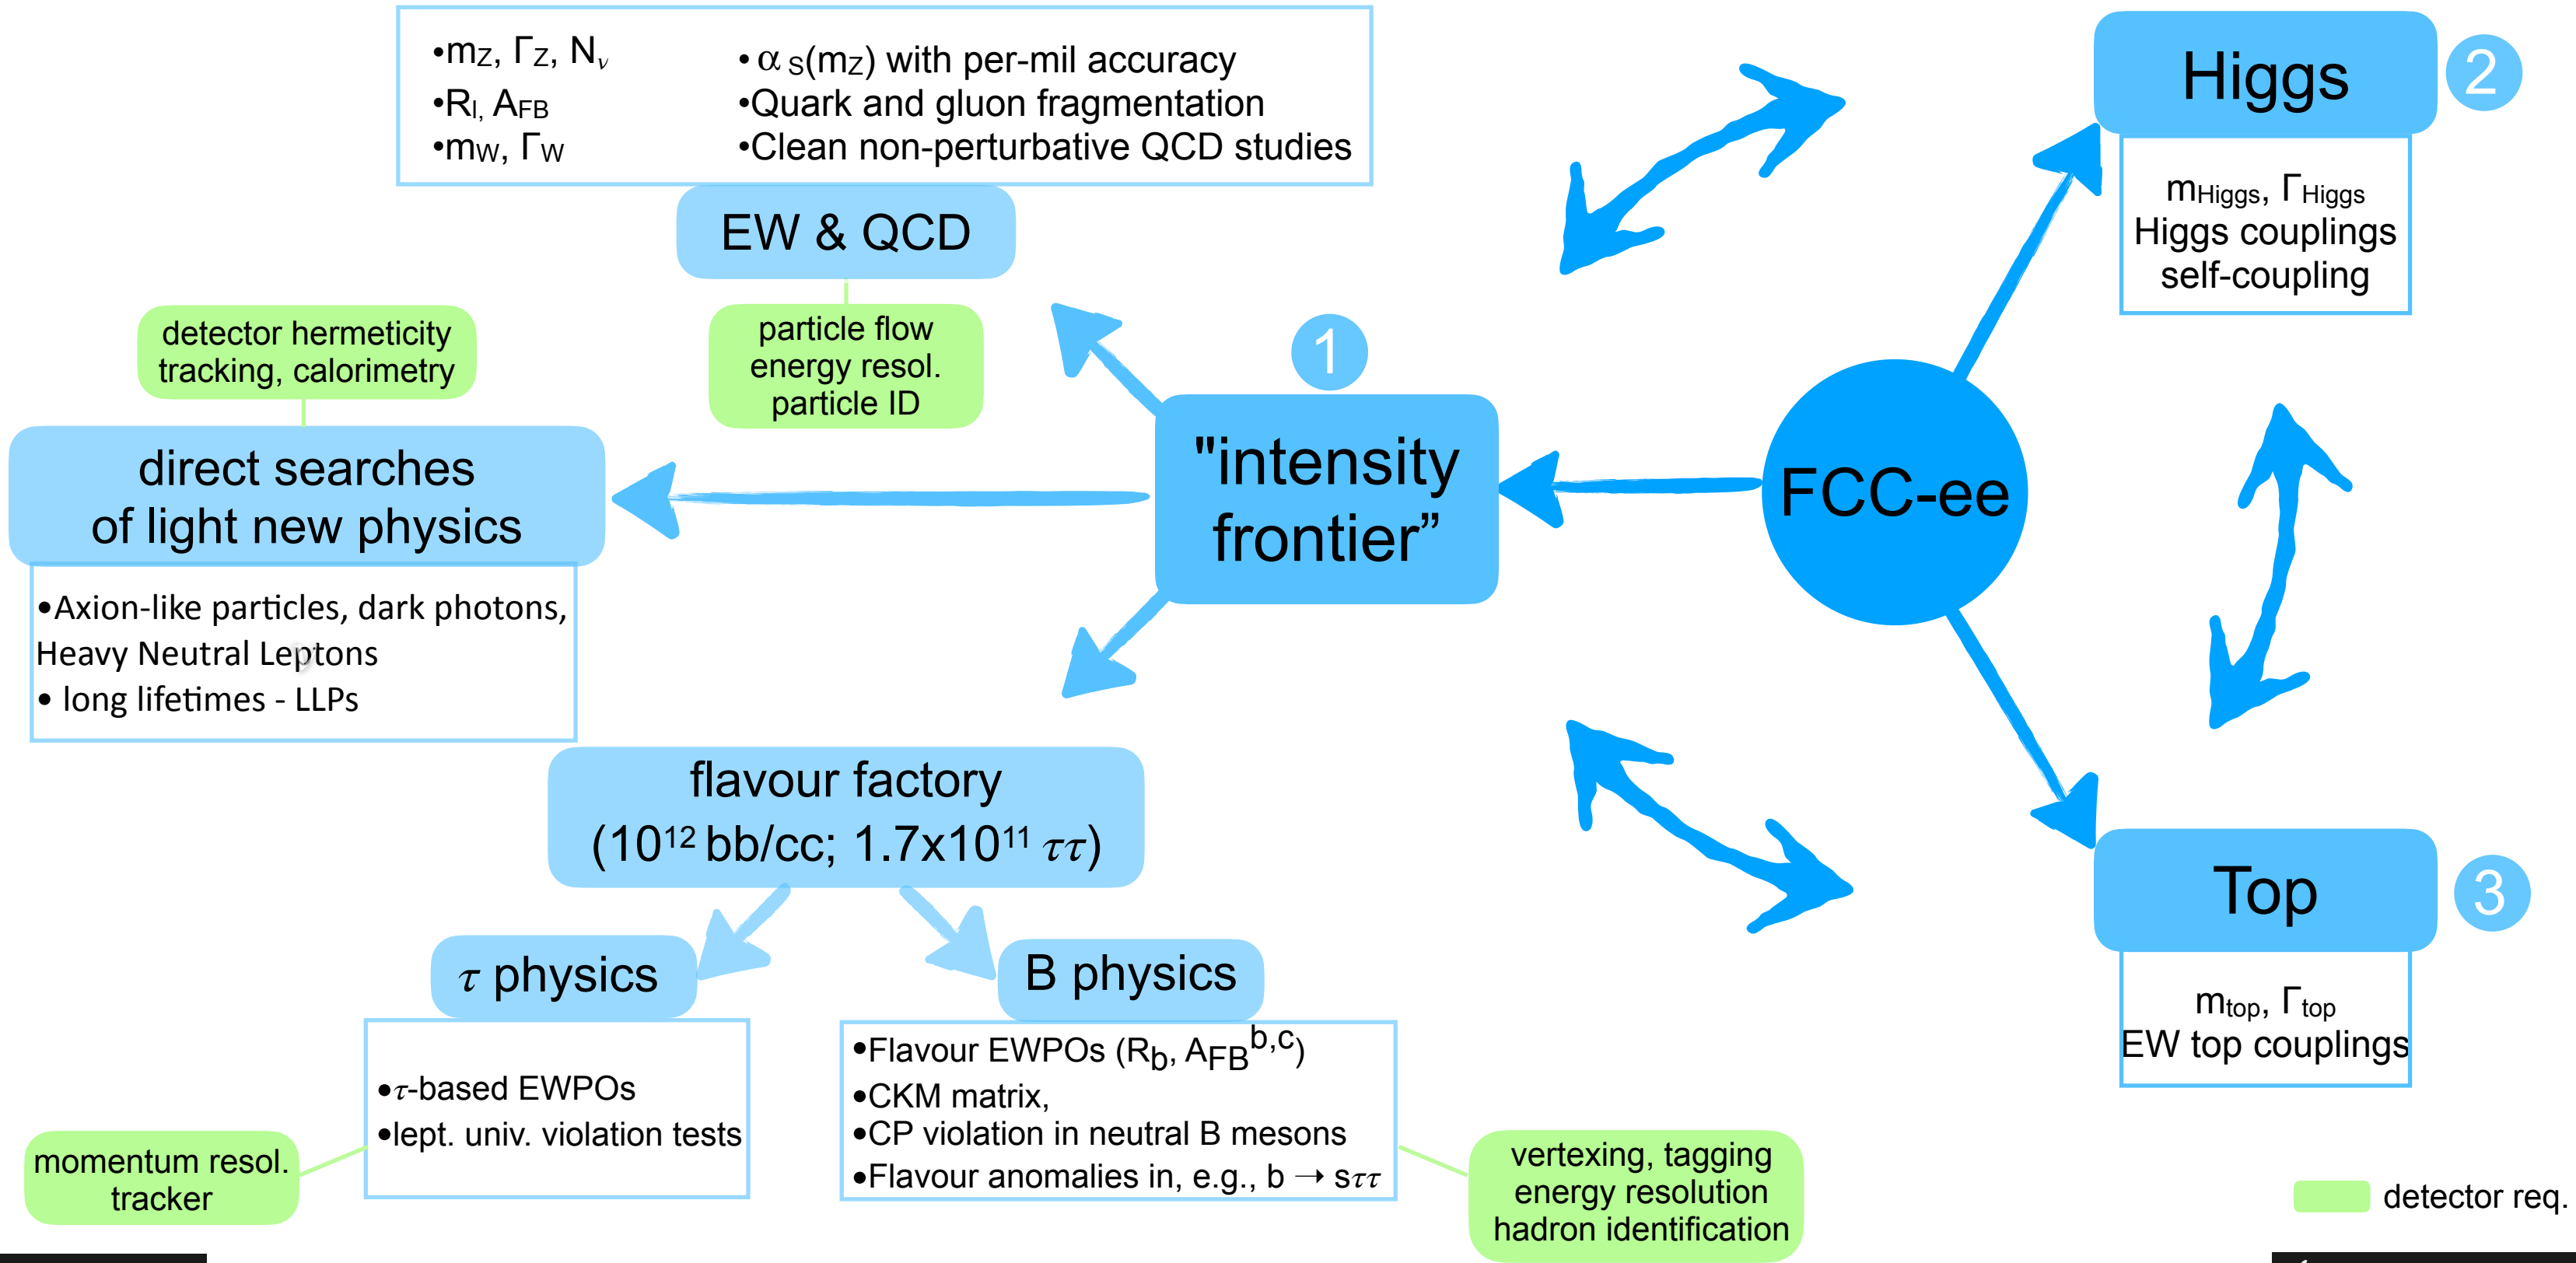 •mZ, ΓZ, Nν
•Rl, AFB
•mW, ΓW
•αS(mZ) with per-mil accuracy
•Quark and gluon fragmentation
•Clean non-perturbative QCD studies
EW & QCD
particle flow
energy resol.
particle ID
detector hermeticity
tracking, calorimetry
direct searches
of light new physics
•Axion-like particles, dark photons,
Heavy Neutral Leptons
• long lifetimes - LLPs
1
"intensity
frontier”
FCC-ee
Higgs
2
mHiggs, ΓHiggs
Higgs couplings
self-coupling
Top
3
mtop, Γtop
EW top couplings
flavour factory
(10¹² bb/cc; 1.7x10¹¹ ττ)
τ physics
•τ-based EWPOs
•lept. univ. violation tests
momentum resol.
tracker
B physics
•Flavour EWPOs (Rb, AFBb,c)
•CKM matrix,
•CP violation in neutral B mesons
•Flavour anomalies in, e.g., b → sττ
vertexing, tagging
energy resolution
hadron identification
detector req.